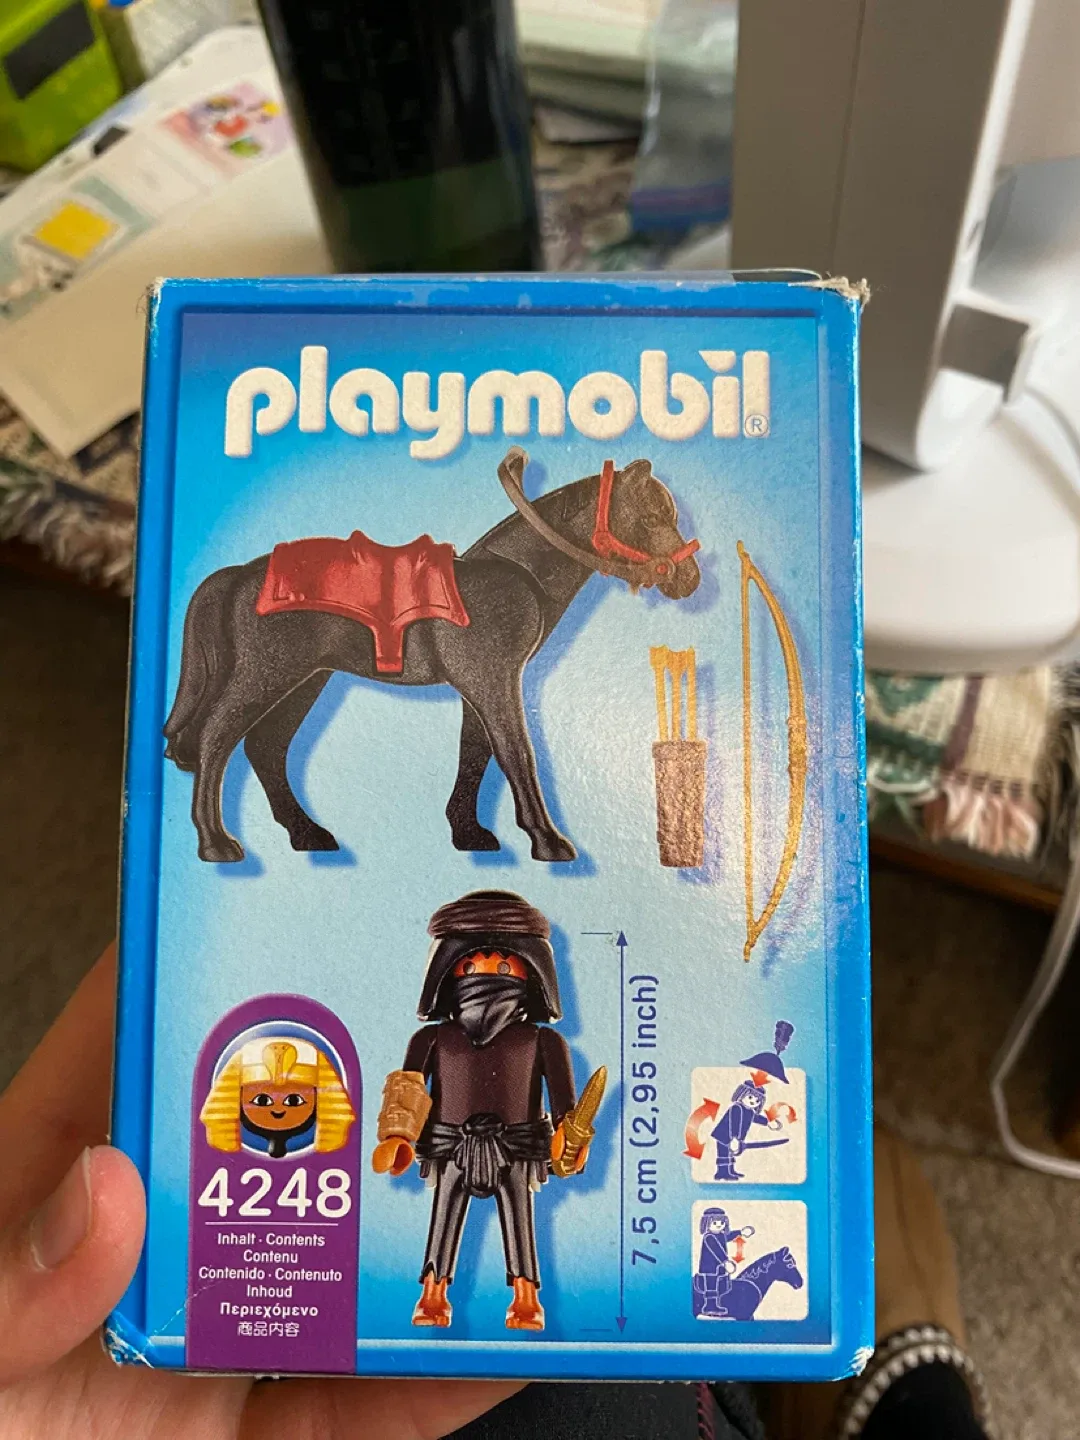 playmobil®
7,5 cm (2,95 inch)
4248
Inhalt · Contents
Contenu
Contenido · Contenuto
Inhoud
Περιεχόμενο
商品内容